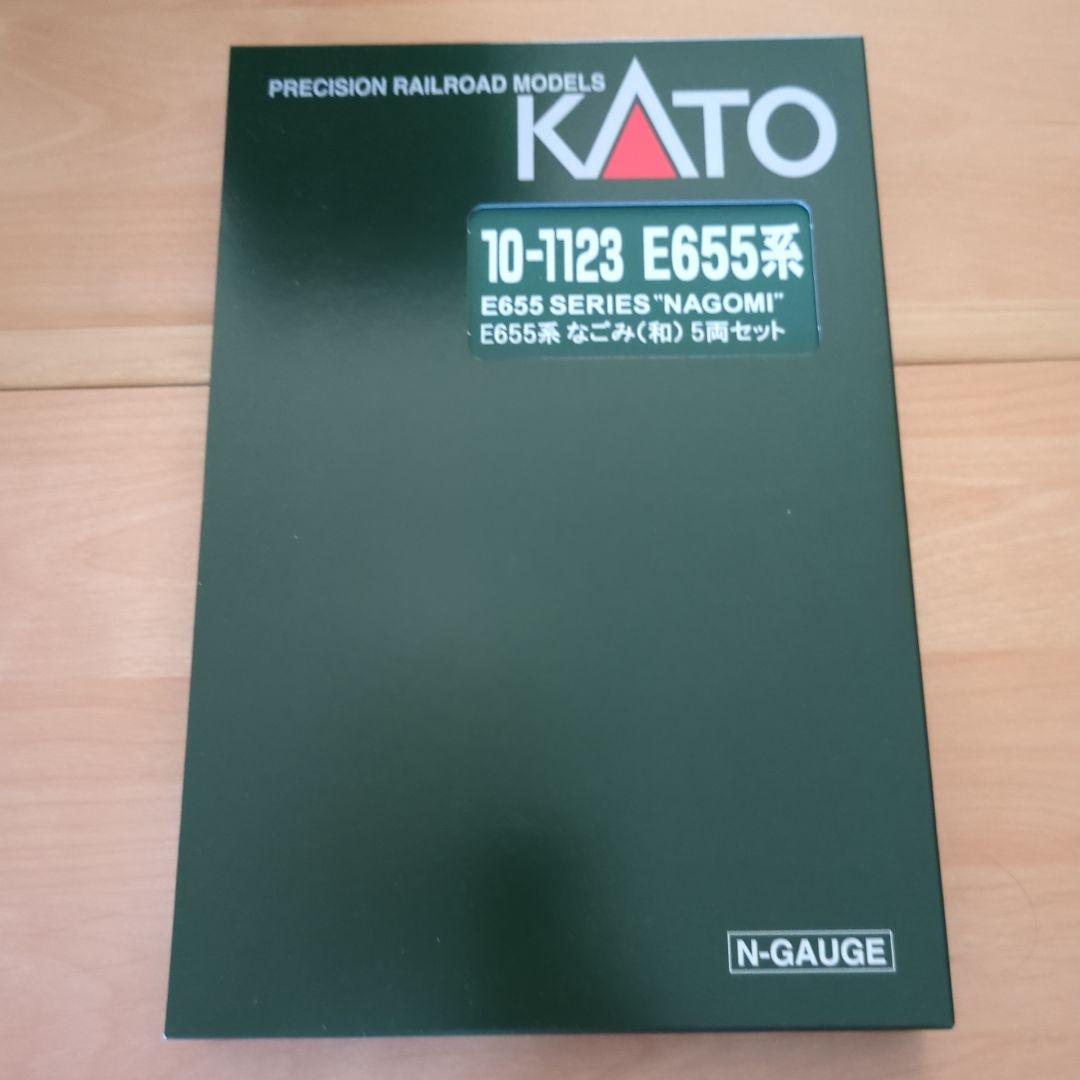 PRECISION RAILROAD MODELS
KATO
10-1123 E655系
E655 SERIES "NAGOMI"
E655系 なごみ(和) 5両セット
N-GAUGE